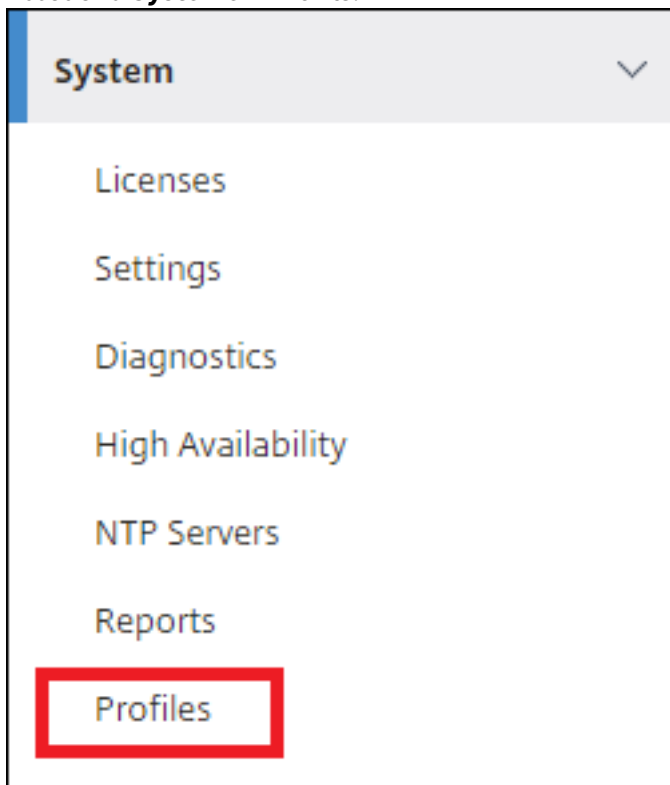 System
Licenses
Settings
Diagnostics
High Availability
NTP Servers
Reports
Profiles